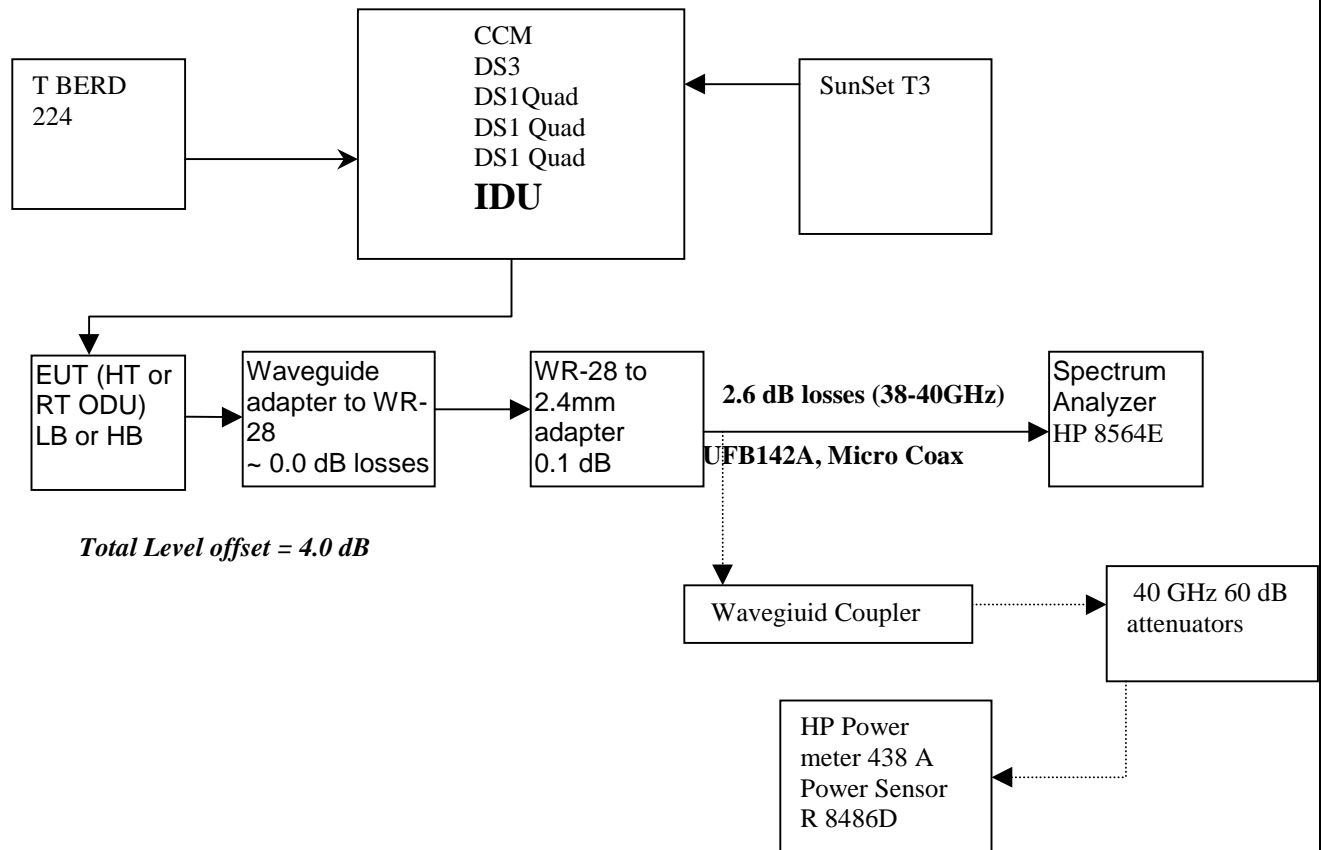 T BERD
224
CCM
DS3
DS1Quad
DS1 Quad
DS1 Quad
IDU
SunSet T3
EUT (HT or
RT ODU)
LB or HB
Waveguide
adapter to WR-
28
~ 0.0 dB losses
WR-28 to
2.4mm
adapter
0.1 dB
2.6 dB losses (38-40GHz)
UFB142A, Micro Coax
Spectrum
Analyzer
HP 8564E
Total Level offset = 4.0 dB
Wavegiuid Coupler
40 GHz 60 dB
attenuators
HP Power
meter 438 A
Power Sensor
R 8486D